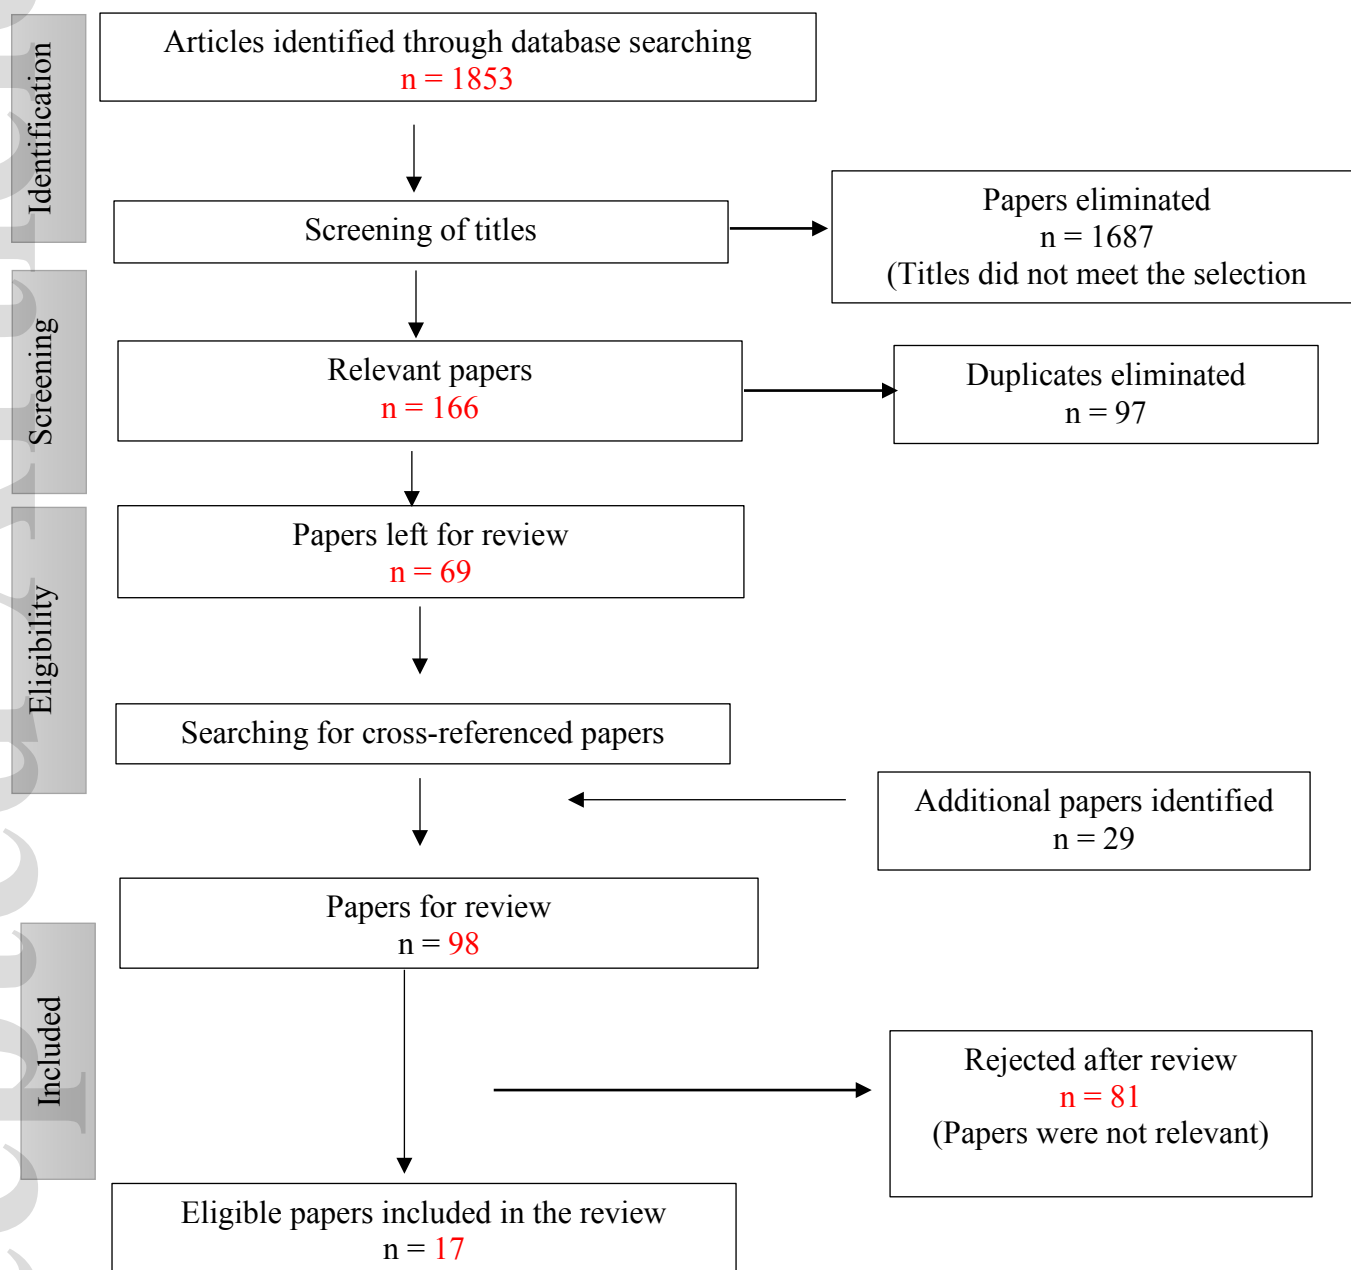 Identification
Articles identified through database searching
n = 1853
Screening of titles
Papers eliminated
n = 1687
(Titles did not meet the selection
Screening
Relevant papers
n = 166
Duplicates eliminated
n = 97
Eligibility
Papers left for review
n = 69
Searching for cross-referenced papers
Additional papers identified
n = 29
Papers for review
n = 98
Included
Rejected after review
n = 81
(Papers were not relevant)
Eligible papers included in the review
n = 17